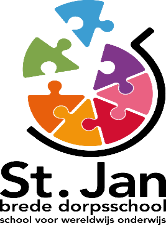 St. Jan
brede dorpsschool
school voor wereldwijs onderwijs